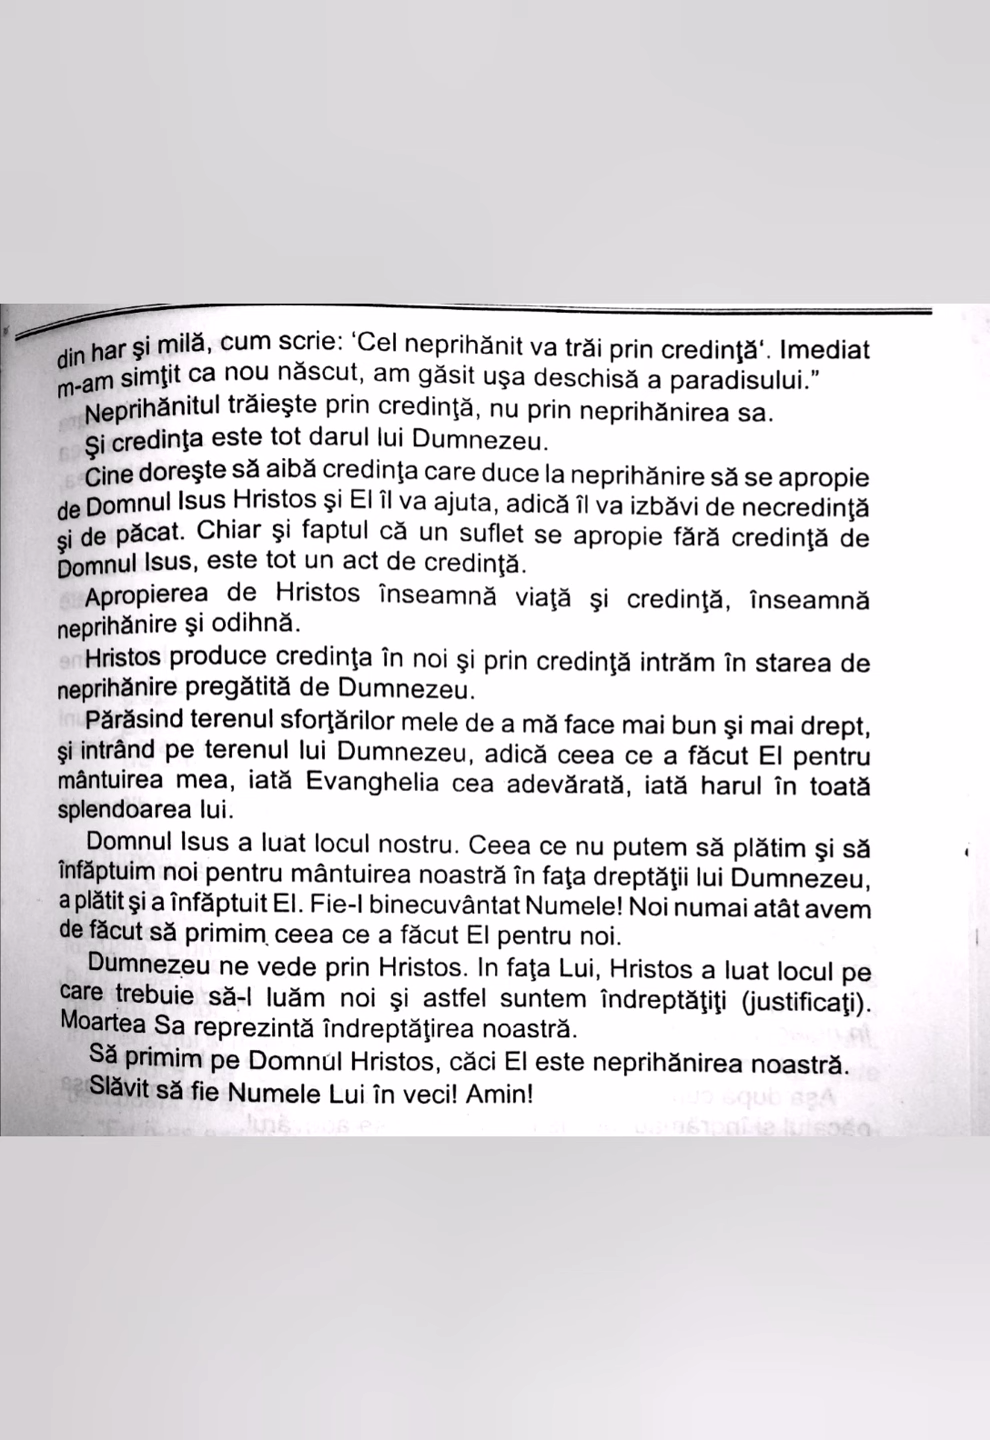 din har şi milă, cum scrie: ‘Cel neprihănit va trăi prin credinţă‘. Imediat
m-am simţit ca nou născut, am găsit uşa deschisă a paradisului.”
Neprihănitul trăieşte prin credinţă, nu prin neprihănirea sa.
Şi credinţa este tot darul lui Dumnezeu.
Cine doreşte să aibă credinţa care duce la neprihănire să se apropie
de Domnul Isus Hristos şi El îl va ajuta, adică îl va izbăvi de necredinţă
şi de păcat. Chiar şi faptul că un suflet se apropie fără credinţă de
Domnul Isus, este tot un act de credinţă.
Apropierea de Hristos înseamnă viaţă şi credinţă, înseamnă
neprihănire şi odihnă.
Hristos produce credinţa în noi şi prin credinţă intrăm în starea de
neprihănire pregătită de Dumnezeu.
Părăsind terenul sforţărilor mele de a mă face mai bun şi mai drept,
şi intrând pe terenul lui Dumnezeu, adică ceea ce a făcut El pentru
mântuirea mea, iată Evanghelia cea adevărată, iată harul în toată
splendoarea lui.
Domnul Isus a luat locul nostru. Ceea ce nu putem să plătim şi să
înfăptuim noi pentru mântuirea noastră în faţa dreptăţii lui Dumnezeu,
a plătit şi a înfăptuit El. Fie-I binecuvântat Numele! Noi numai atât avem
de făcut să primim ceea ce a făcut El pentru noi.
Dumnezeu ne vede prin Hristos. In faţa Lui, Hristos a luat locul pe
care trebuie să-l luăm noi şi astfel suntem îndreptăţiţi (justificaţi).
Moartea Sa reprezintă îndreptăţirea noastră.
Să primim pe Domnul Hristos, căci El este neprihănirea noastră.
Slăvit să fie Numele Lui în veci! Amin!